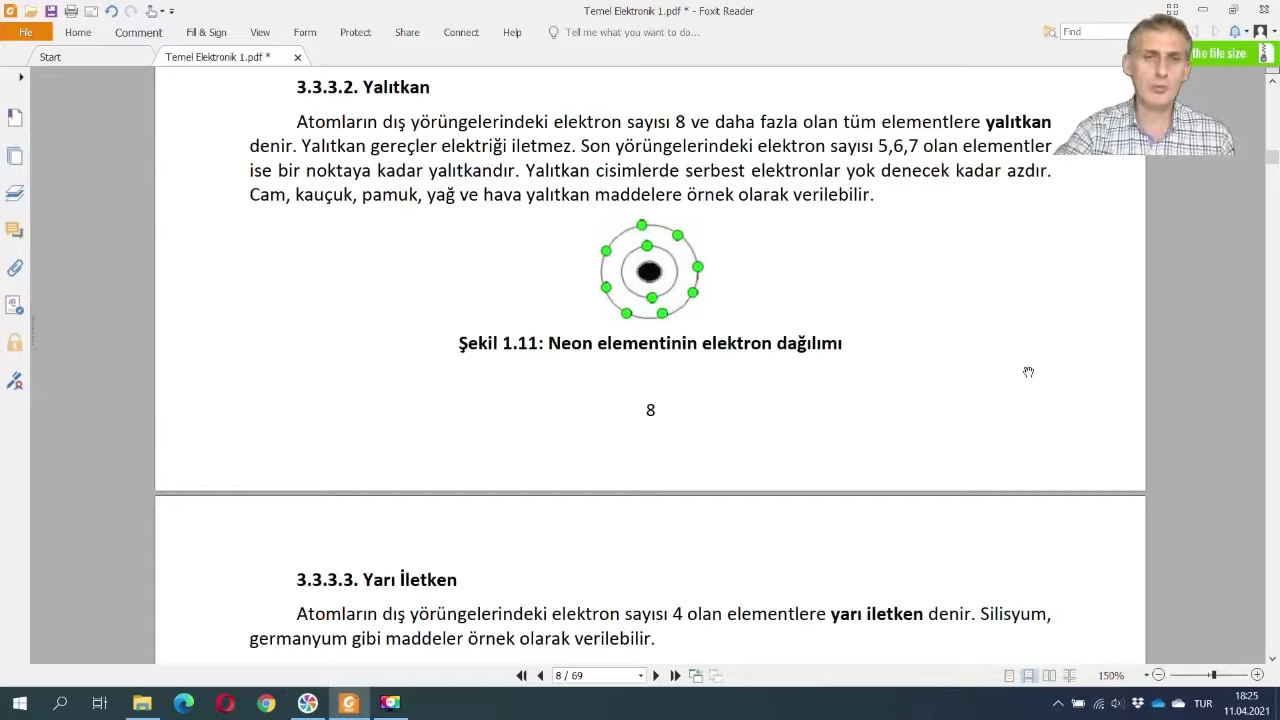 Temel Elektronik 1.pdf * - Foxit Reader
File Home Comment Fill & Sign View Form Protect Share Connect Help Tell me what you want to do... Find
Start Temel Elektronik 1.pdf * the file size
3.3.3.2. Yalıtkan
Atomların dış yörüngelerindeki elektron sayısı 8 ve daha fazla olan tüm elementlere yalıtkan
denir. Yalıtkan gereçler elektriği iletmez. Son yörüngelerindeki elektron sayısı 5,6,7 olan elementler
ise bir noktaya kadar yalıtkandır. Yalıtkan cisimlerde serbest elektronlar yok denecek kadar azdır.
Cam, kauçuk, pamuk, yağ ve hava yalıtkan maddelere örnek olarak verilebilir.
Şekil 1.11: Neon elementinin elektron dağılımı
8
3.3.3.3. Yarı İletken
Atomların dış yörüngelerindeki elektron sayısı 4 olan elementlere yarı iletken denir. Silisyum,
germanyum gibi maddeler örnek olarak verilebilir.
8 / 69 150%
TUR 18:25
11.04.2021